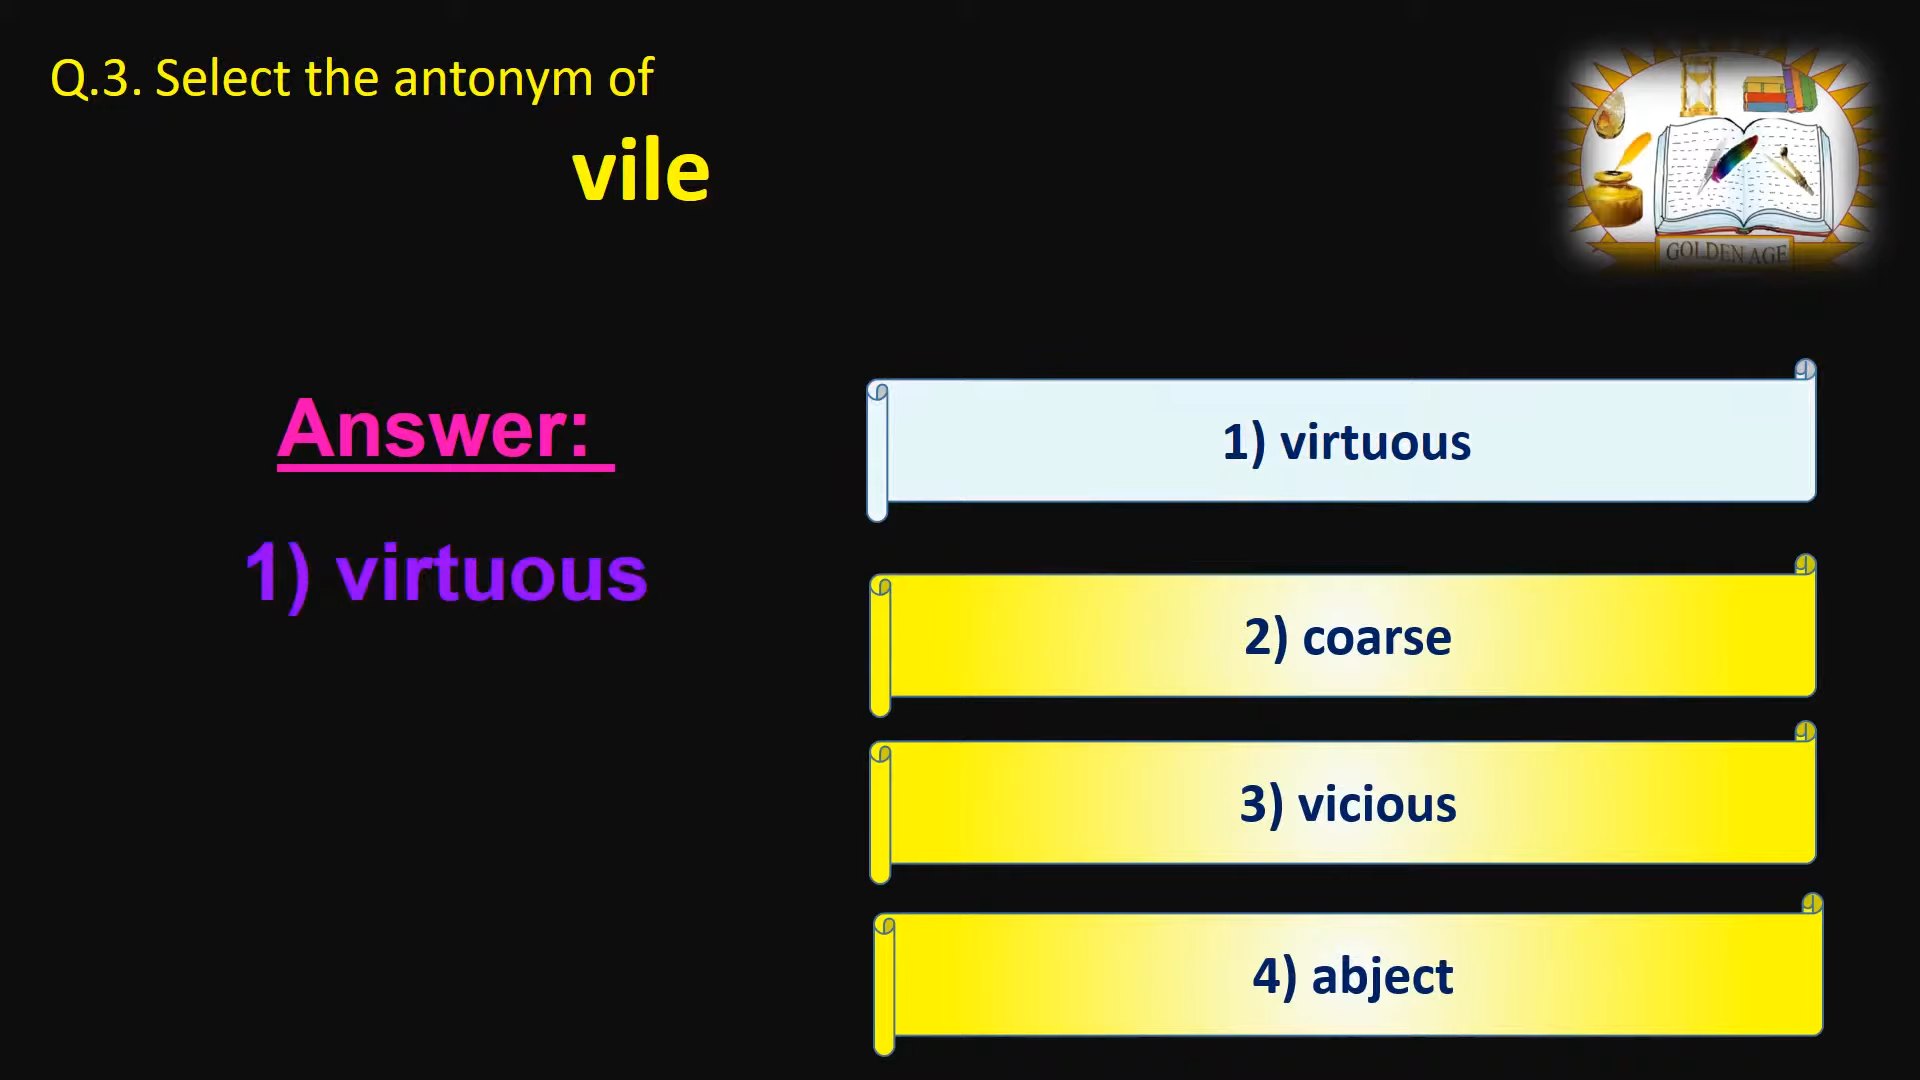 Q.3. Select the antonym of
vile
GOLDEN AGE
Answer:
1) virtuous
1) virtuous
2) coarse
3) vicious
4) abject